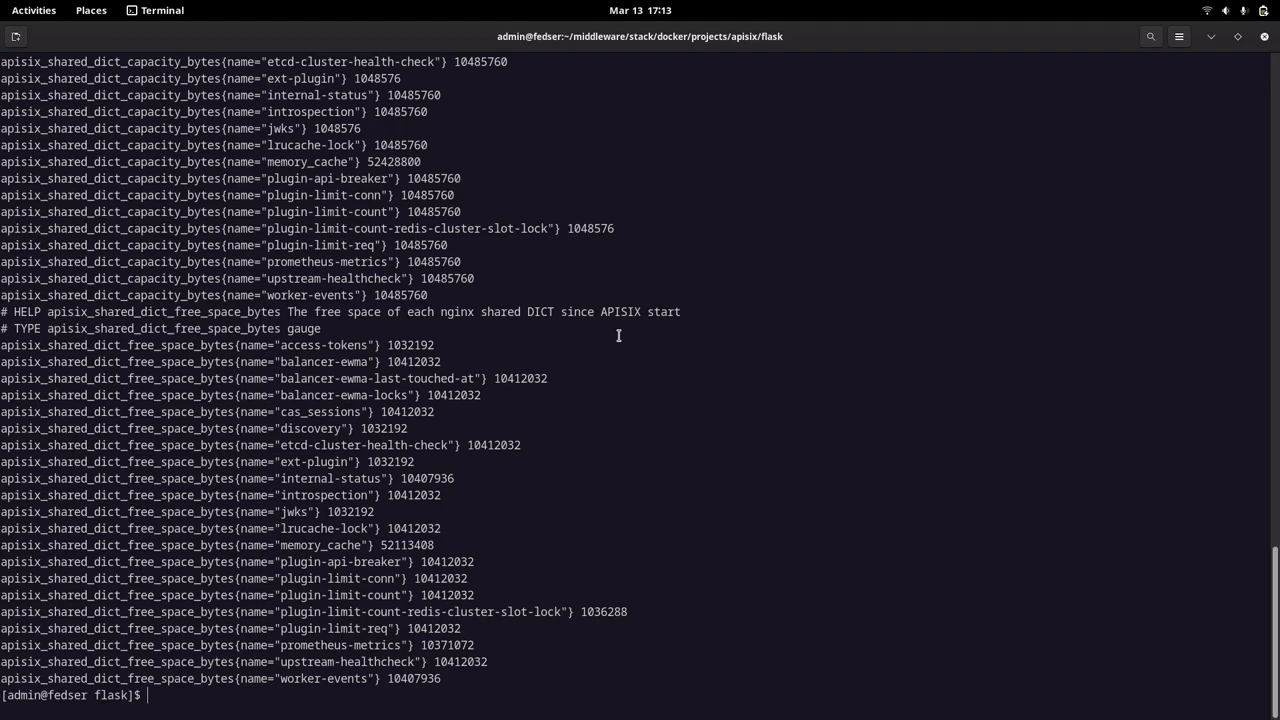 Activities Places Terminal Mar 13 17:13
admin@fedser:~/middleware/stack/docker/projects/apisix/flask
apisix_shared_dict_capacity_bytes{name="etcd-cluster-health-check"} 10485760
apisix_shared_dict_capacity_bytes{name="ext-plugin"} 1048576
apisix_shared_dict_capacity_bytes{name="internal-status"} 10485760
apisix_shared_dict_capacity_bytes{name="introspection"} 10485760
apisix_shared_dict_capacity_bytes{name="jwks"} 1048576
apisix_shared_dict_capacity_bytes{name="lrucache-lock"} 10485760
apisix_shared_dict_capacity_bytes{name="memory_cache"} 52428800
apisix_shared_dict_capacity_bytes{name="plugin-api-breaker"} 10485760
apisix_shared_dict_capacity_bytes{name="plugin-limit-conn"} 10485760
apisix_shared_dict_capacity_bytes{name="plugin-limit-count"} 10485760
apisix_shared_dict_capacity_bytes{name="plugin-limit-count-redis-cluster-slot-lock"} 1048576
apisix_shared_dict_capacity_bytes{name="plugin-limit-req"} 10485760
apisix_shared_dict_capacity_bytes{name="prometheus-metrics"} 10485760
apisix_shared_dict_capacity_bytes{name="upstream-healthcheck"} 10485760
apisix_shared_dict_capacity_bytes{name="worker-events"} 10485760
# HELP apisix_shared_dict_free_space_bytes The free space of each nginx shared DICT since APISIX start
# TYPE apisix_shared_dict_free_space_bytes gauge
apisix_shared_dict_free_space_bytes{name="access-tokens"} 1032192
apisix_shared_dict_free_space_bytes{name="balancer-ewma"} 10412032
apisix_shared_dict_free_space_bytes{name="balancer-ewma-last-touched-at"} 10412032
apisix_shared_dict_free_space_bytes{name="balancer-ewma-locks"} 10412032
apisix_shared_dict_free_space_bytes{name="cas_sessions"} 10412032
apisix_shared_dict_free_space_bytes{name="discovery"} 1032192
apisix_shared_dict_free_space_bytes{name="etcd-cluster-health-check"} 10412032
apisix_shared_dict_free_space_bytes{name="ext-plugin"} 1032192
apisix_shared_dict_free_space_bytes{name="internal-status"} 10407936
apisix_shared_dict_free_space_bytes{name="introspection"} 10412032
apisix_shared_dict_free_space_bytes{name="jwks"} 1032192
apisix_shared_dict_free_space_bytes{name="lrucache-lock"} 10412032
apisix_shared_dict_free_space_bytes{name="memory_cache"} 52113408
apisix_shared_dict_free_space_bytes{name="plugin-api-breaker"} 10412032
apisix_shared_dict_free_space_bytes{name="plugin-limit-conn"} 10412032
apisix_shared_dict_free_space_bytes{name="plugin-limit-count"} 10412032
apisix_shared_dict_free_space_bytes{name="plugin-limit-count-redis-cluster-slot-lock"} 1036288
apisix_shared_dict_free_space_bytes{name="plugin-limit-req"} 10412032
apisix_shared_dict_free_space_bytes{name="prometheus-metrics"} 10371072
apisix_shared_dict_free_space_bytes{name="upstream-healthcheck"} 10412032
apisix_shared_dict_free_space_bytes{name="worker-events"} 10407936
[admin@fedser flask]$